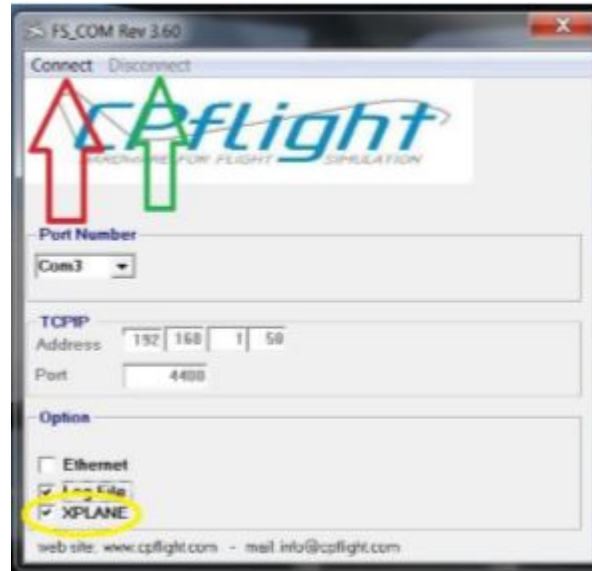 FS_COM Rev 3.60
Connect Disconnect
CPflight
HARDWARE FOR FLIGHT SIMULATION
Port Number
Com3
TCPIP
Address 192 168 1 50
Port 4400
Option
Ethernet
Log File
XPLANE
web site: www.cpflight.com - mail: info@cpflight.com